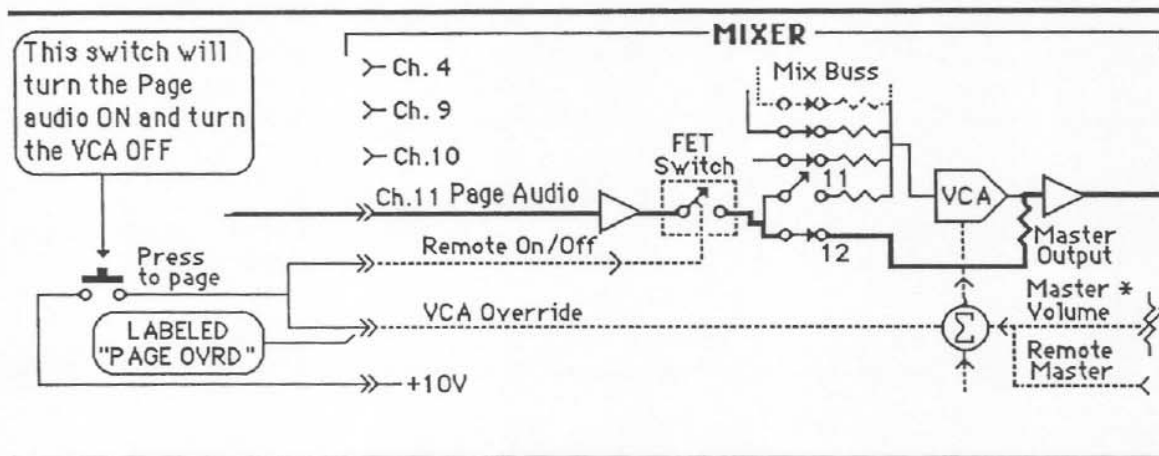 MIXER
This switch will
turn the Page
audio ON and turn
the VCA OFF
Ch. 4
Ch. 9
Ch.10
Ch.11 Page Audio
Mix Buss
FET
Switch
11
12
VCA
Master
Output
Remote On/Off
Press
to page
VCA Override
LABELED
"PAGE OVRD"
Σ
Master *
Volume
Remote
Master
+10V